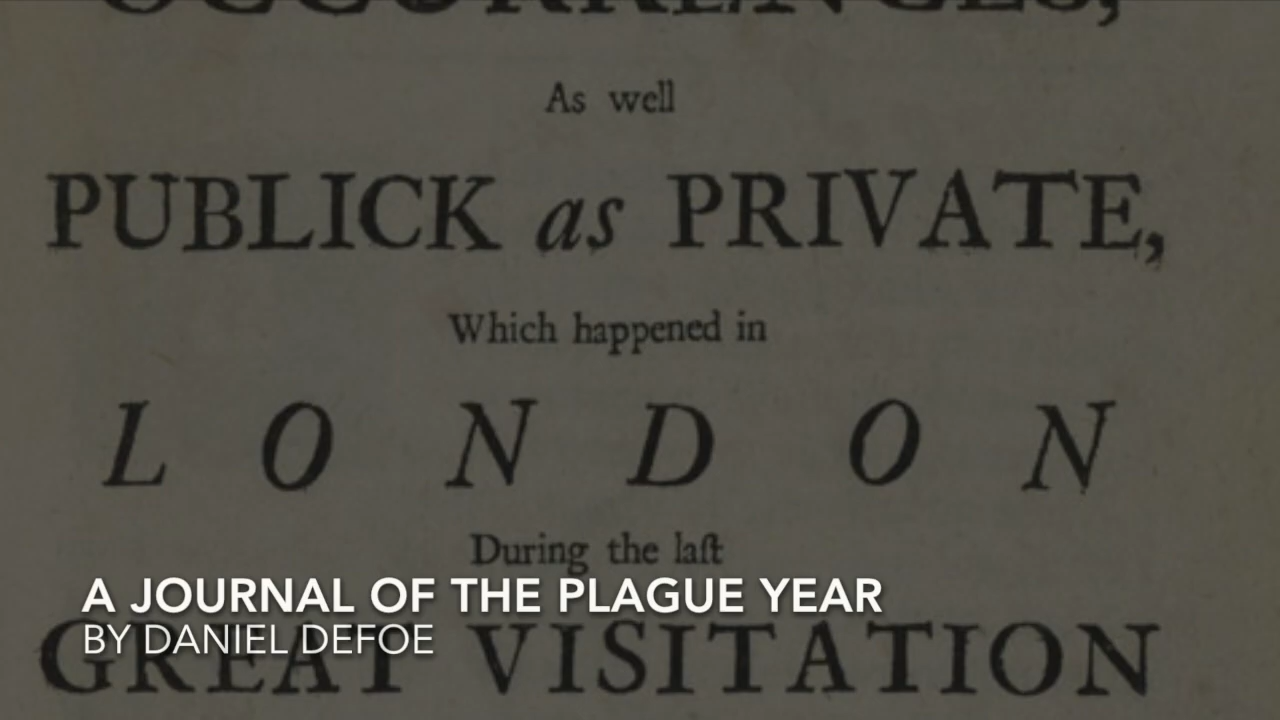 OCCURRENCES,
As well
PUBLICK as PRIVATE,
Which happened in
LONDON
During the laſt
A JOURNAL OF THE PLAGUE YEAR
BY DANIEL DEFOE
GREAT VISITATION